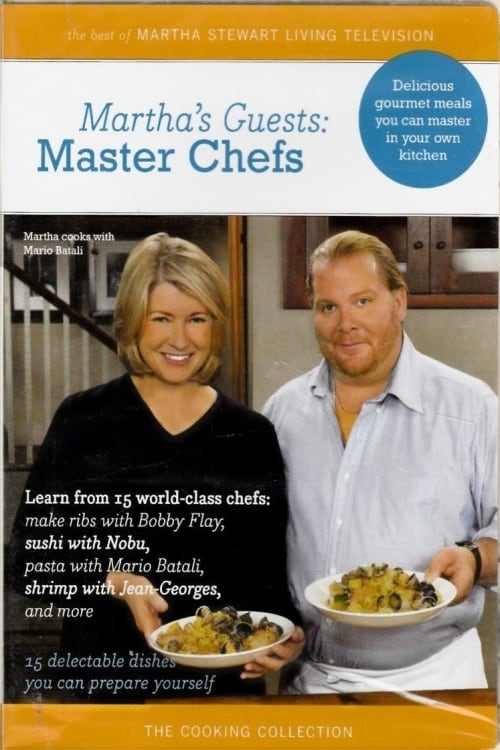 the best of MARTHA STEWART LIVING TELEVISION
Delicious
gourmet meals
you can master
in your own
kitchen
Martha's Guests:
Master Chefs
Martha cooks with
Mario Batali
Learn from 15 world-class chefs:
make ribs with Bobby Flay,
sushi with Nobu,
pasta with Mario Batali,
shrimp with Jean-Georges,
and more
15 delectable dishes
you can prepare yourself
THE COOKING COLLECTION